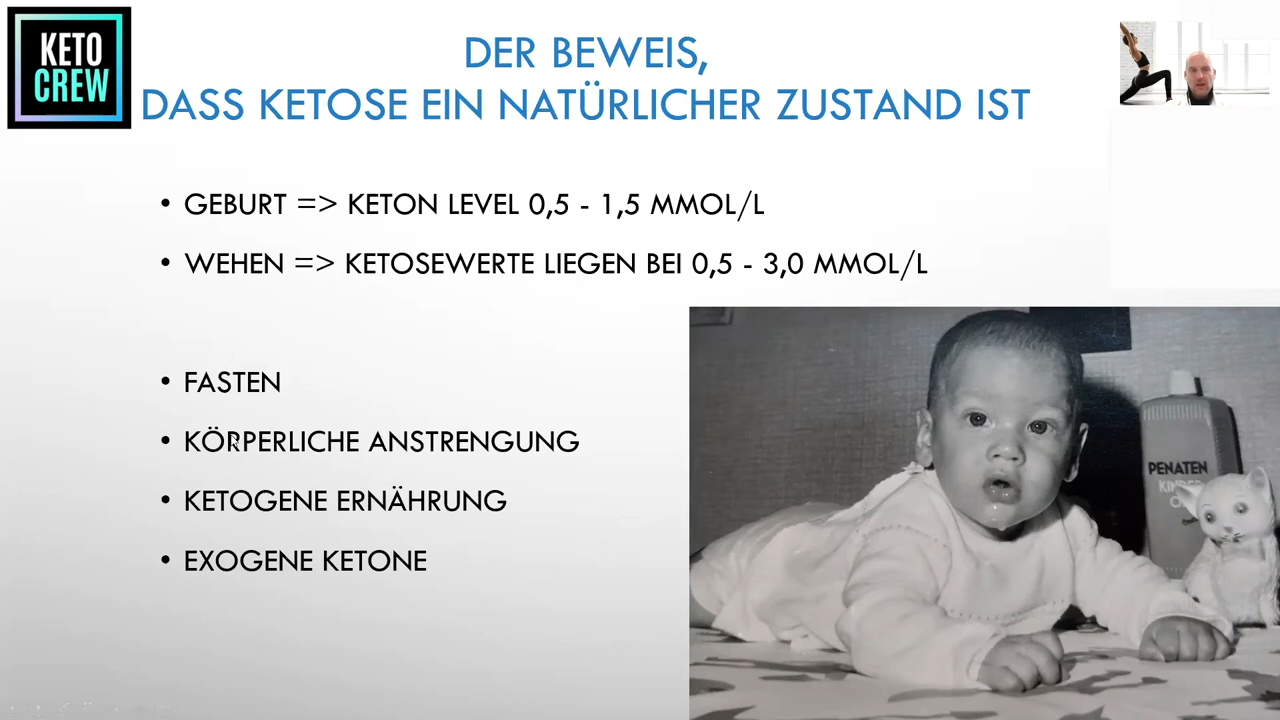 KETO
CREW
DER BEWEIS,
DASS KETOSE EIN NATÜRLICHER ZUSTAND IST
• GEBURT => KETON LEVEL 0,5 - 1,5 MMOL/L
• WEHEN => KETOSEWERTE LIEGEN BEI 0,5 - 3,0 MMOL/L
• FASTEN
• KÖRPERLICHE ANSTRENGUNG
• KETOGENE ERNÄHRUNG
• EXOGENE KETONE
PENATEN